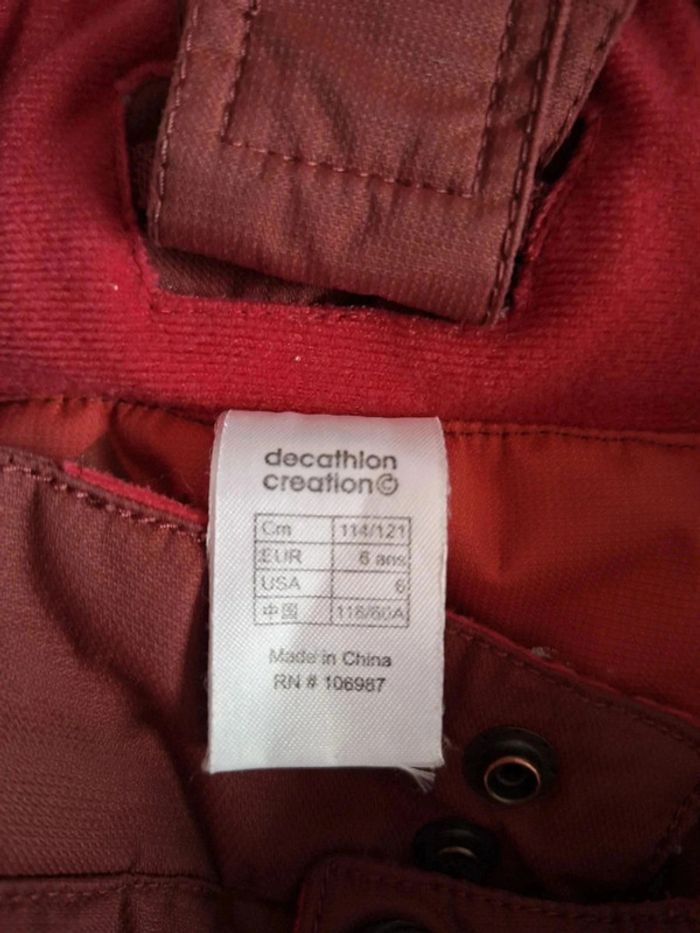 decathlon
creation©
Cm 114/121
EUR 6 ans
USA 6
中国 118/60A
Made in China
RN # 106987